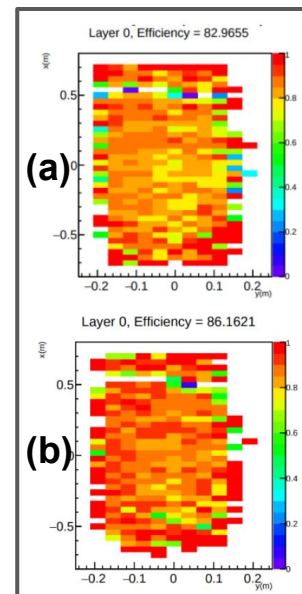 Layer 0, Efficiency = 82.9655
x(m)
(a)
0.5
0
−0.5
−0.2 −0.1 0 0.1 0.2
y(m)
1
0.8
0.6
0.4
0.2
0
Layer 0, Efficiency = 86.1621
x(m)
(b)
0.5
0
−0.5
−0.2 −0.1 0 0.1 0.2
y(m)
1
0.8
0.6
0.4
0.2
0